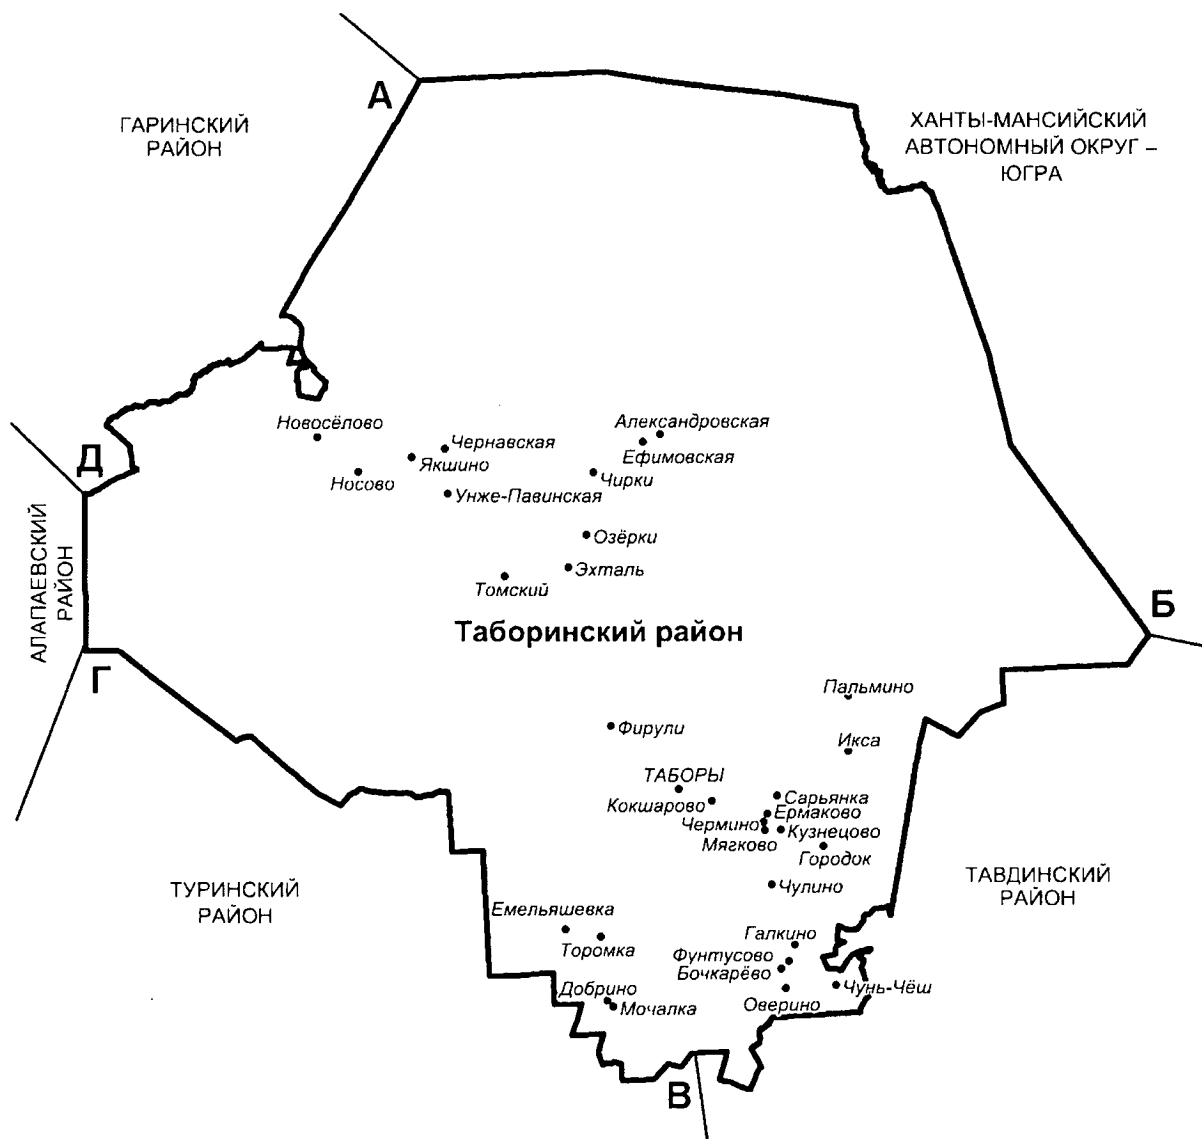 А
ГАРИНСКИЙ
РАЙОН
ХАНТЫ-МАНСИЙСКИЙ
АВТОНОМНЫЙ ОКРУГ –
ЮГРА
Новосёлово
Александровская
Чернавская
Ефимовская
Якшино
Д
Носово
Чирки
Унже-Павинская
Озёрки
АЛАПАЕВСКИЙ
РАЙОН
Эхталь
Томский
Б
Таборинский район
Г
Пальмино
Фирули
Икса
ТАБОРЫ
Сарьянка
Кокшарово
Ермаково
Чермино
Кузнецово
Мягково
Городок
ТУРИНСКИЙ
РАЙОН
ТАВДИНСКИЙ
РАЙОН
Чулино
Емельяшевка
Галкино
Торомка
Фунтусово
Бочкарёво
Добрино
Чунь-Чёш
Мочалка
Оверино
В